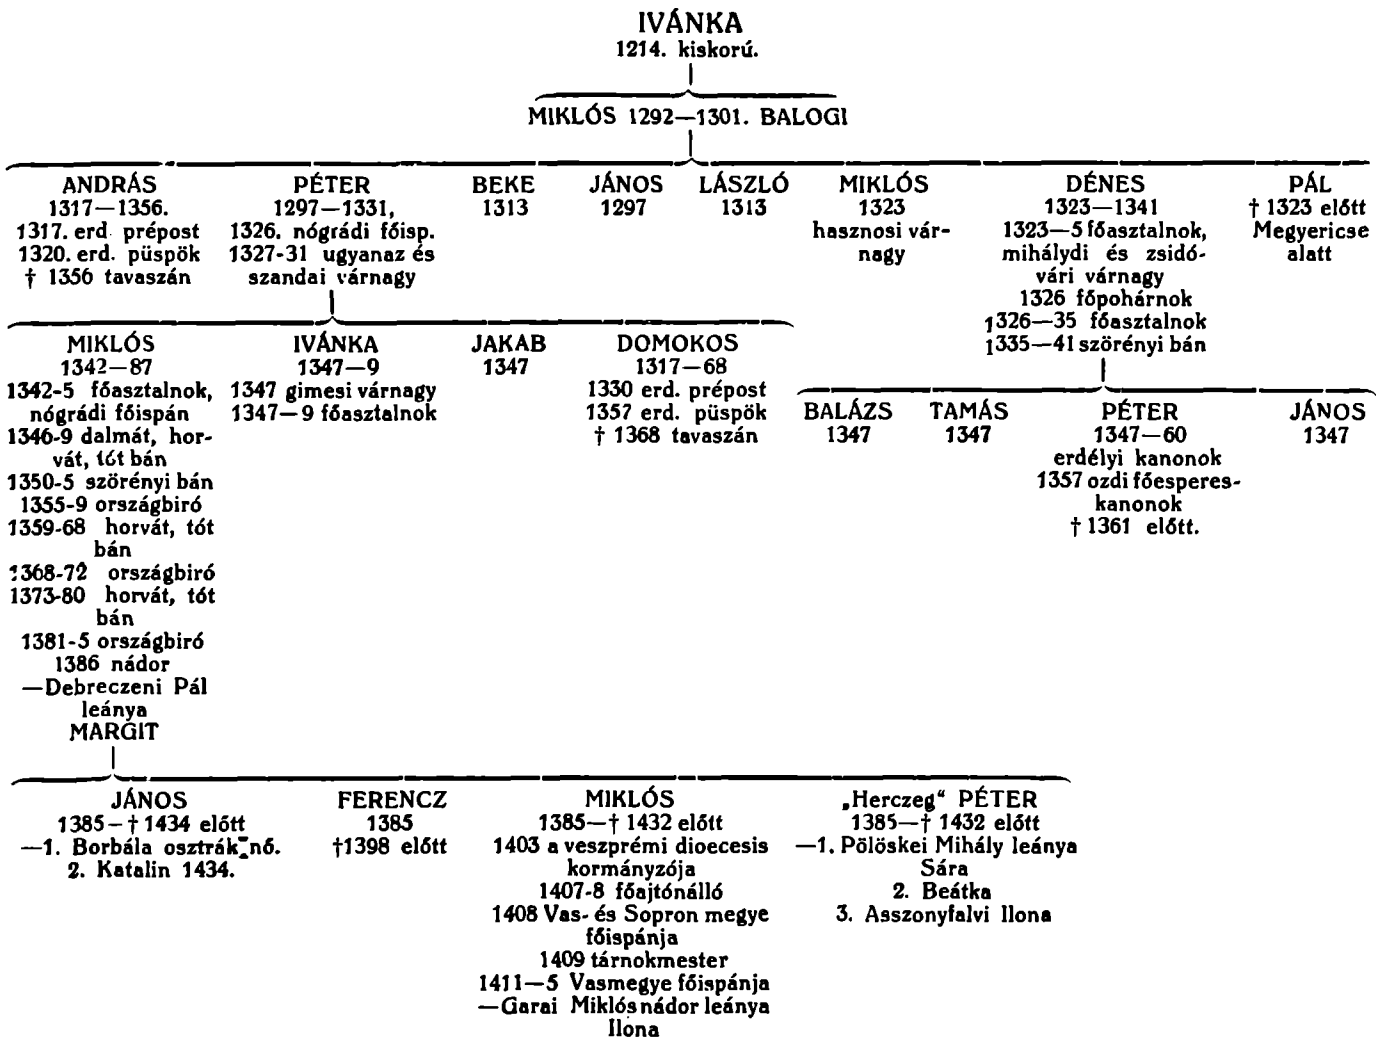 IVÁNKA
1214. kiskorú.
MIKLÓS 1292—1301. BALOGI
ANDRÁS
1317—1356.
1317. erd. prépost
1320. erd. püspök
† 1356 tavaszán
PÉTER
1297—1331,
1326. nógrádi főisp.
1327-31 ugyanaz és
szandai várnagy
BEKE
1313
JÁNOS
1297
LÁSZLÓ
1313
MIKLÓS
1323
hasznosi vár-
nagy
DÉNES
1323—1341
1323—5 főasztalnok,
mihálydi és zsidó-
vári várnagy
1326 főpohárnok
1326—35 főasztalnok
1335—41 szörényi bán
PÁL
† 1323 előtt
Megyericse
alatt
MIKLÓS
1342—87
1342-5 főasztalnok,
nógrádi főispán
1346-9 dalmát, hor-
vát, tót bán
1350-5 szörényi bán
1355-9 országbiró
1359-68 horvát, tót
bán
1368-72 országbiró
1373-80 horvát, tót
bán
1381-5 országbiró
1386 nádor
—Debreczeni Pál
leánya
MARGIT
IVÁNKA
1347—9
1347 gimesi várnagy
1347—9 főasztalnok
JAKAB
1347
DOMOKOS
1317—68
1330 erd. prépost
1357 erd. püspök
† 1368 tavaszán
BALÁZS
1347
TAMÁS
1347
PÉTER
1347—60
erdélyi kanonok
1357 ozdi főesperes-
kanonok
† 1361 előtt.
JÁNOS
1347
JÁNOS
1385—† 1434 előtt
—1. Borbála osztrák nő.
2. Katalin 1434.
FERENCZ
1385
†1398 előtt
MIKLÓS
1385—† 1432 előtt
1403 a veszprémi dioecesis
kormányzója
1407-8 főajtónálló
1408 Vas- és Sopron megye
főispánja
1409 tárnokmester
1411—5 Vasmegye főispánja
—Garai Miklós nádor leánya
Ilona
„Herczeg“ PÉTER
1385—† 1432 előtt
—1. Pölöskei Mihály leánya
Sára
2. Beátka
3. Asszonyfalvi Ilona